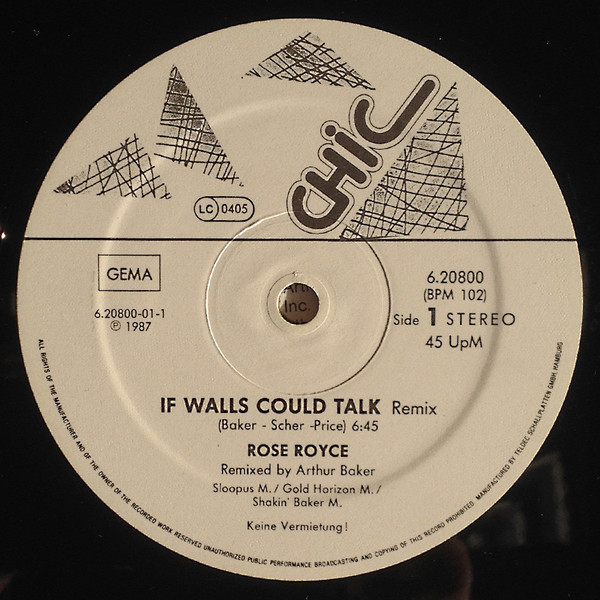 CHIC
LC 0405
GEMA
6.20800-01-1
Ⓟ 1987
Inc.
6.20800
(BPM 102)
Side 1 STEREO
45 UpM
IF WALLS COULD TALK Remix
(Baker - Scher -Price) 6:45
ROSE ROYCE
Remixed by Arthur Baker
Sloopus M. / Gold Horizon M. /
Shakin' Baker M.
Keine Vermietung!
ALL RIGHTS OF THE MANUFACTURER AND OF THE OWNER OF THE RECORDED WORK RESERVED UNAUTHORIZED PUBLIC PERFORMANCE BROADCASTING AND COPYING OF THIS RECORD PROHIBITED MANUFACTURED BY TELDEC SCHALLPLATTEN GMBH, HAMBURG